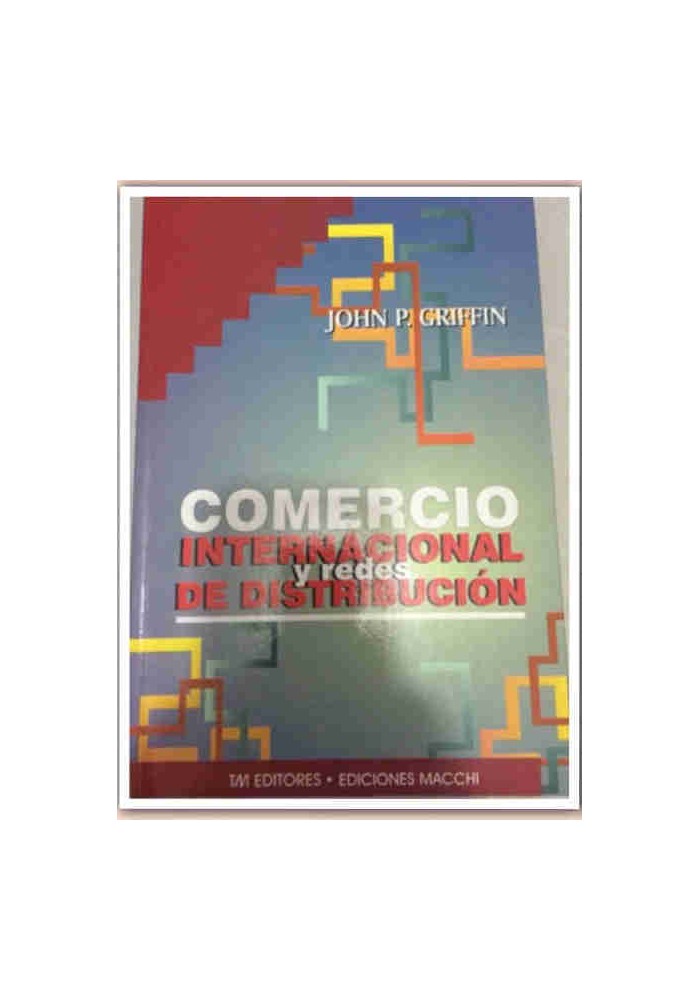 JOHN P. GRIFFIN
COMERCIO
INTERNACIONAL
y redes
DE DISTRIBUCIÓN
TM EDITORES • EDICIONES MACCHI